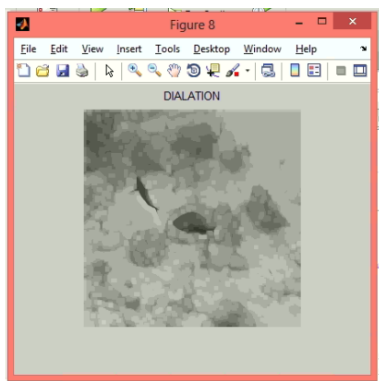 Figure 8
File Edit View Insert Tools Desktop Window Help
DIALATION